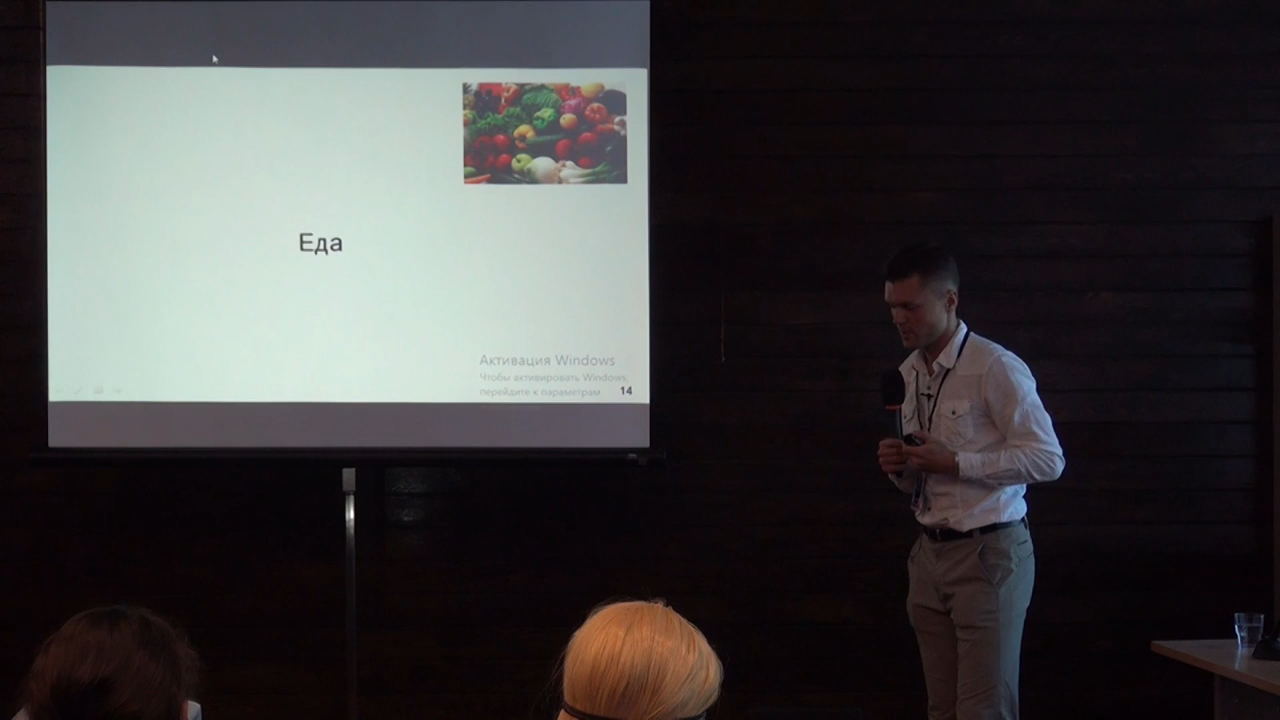 Еда
Активация Windows
Чтобы активировать Windows,
перейдите к параметрам
14